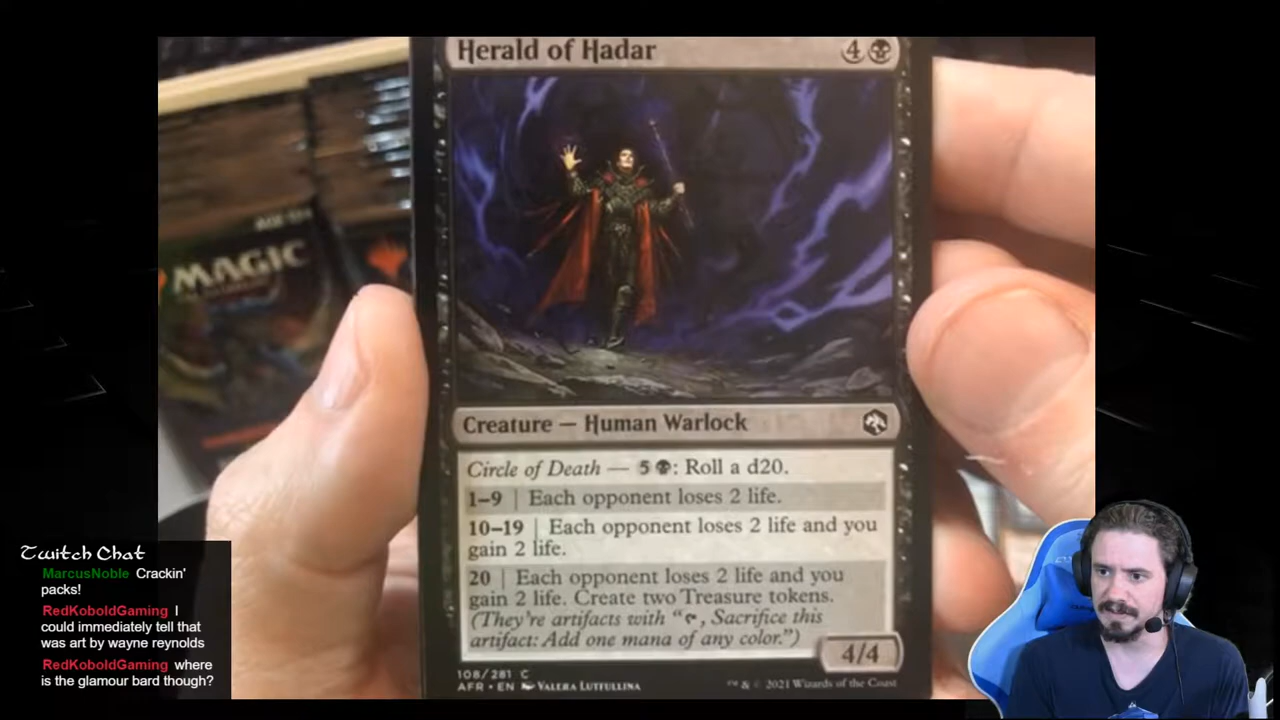 Herald of Hadar 4
MAGIC
Creature — Human Warlock
Circle of Death — 5 : Roll a d20.
1–9 | Each opponent loses 2 life.
10–19 | Each opponent loses 2 life and you
gain 2 life.
20 | Each opponent loses 2 life and you
gain 2 life. Create two Treasure tokens.
(They're artifacts with “ , Sacrifice this
artifact: Add one mana of any color.”)
4/4
108/281 C
AFR • EN VALERA LUTFULLINA
™ & © 2021 Wizards of the Coast
Twitch Chat
MarcusNoble Crackin'
packs!
RedKoboldGaming I
could immediately tell that
was art by wayne reynolds
RedKoboldGaming where
is the glamour bard though?